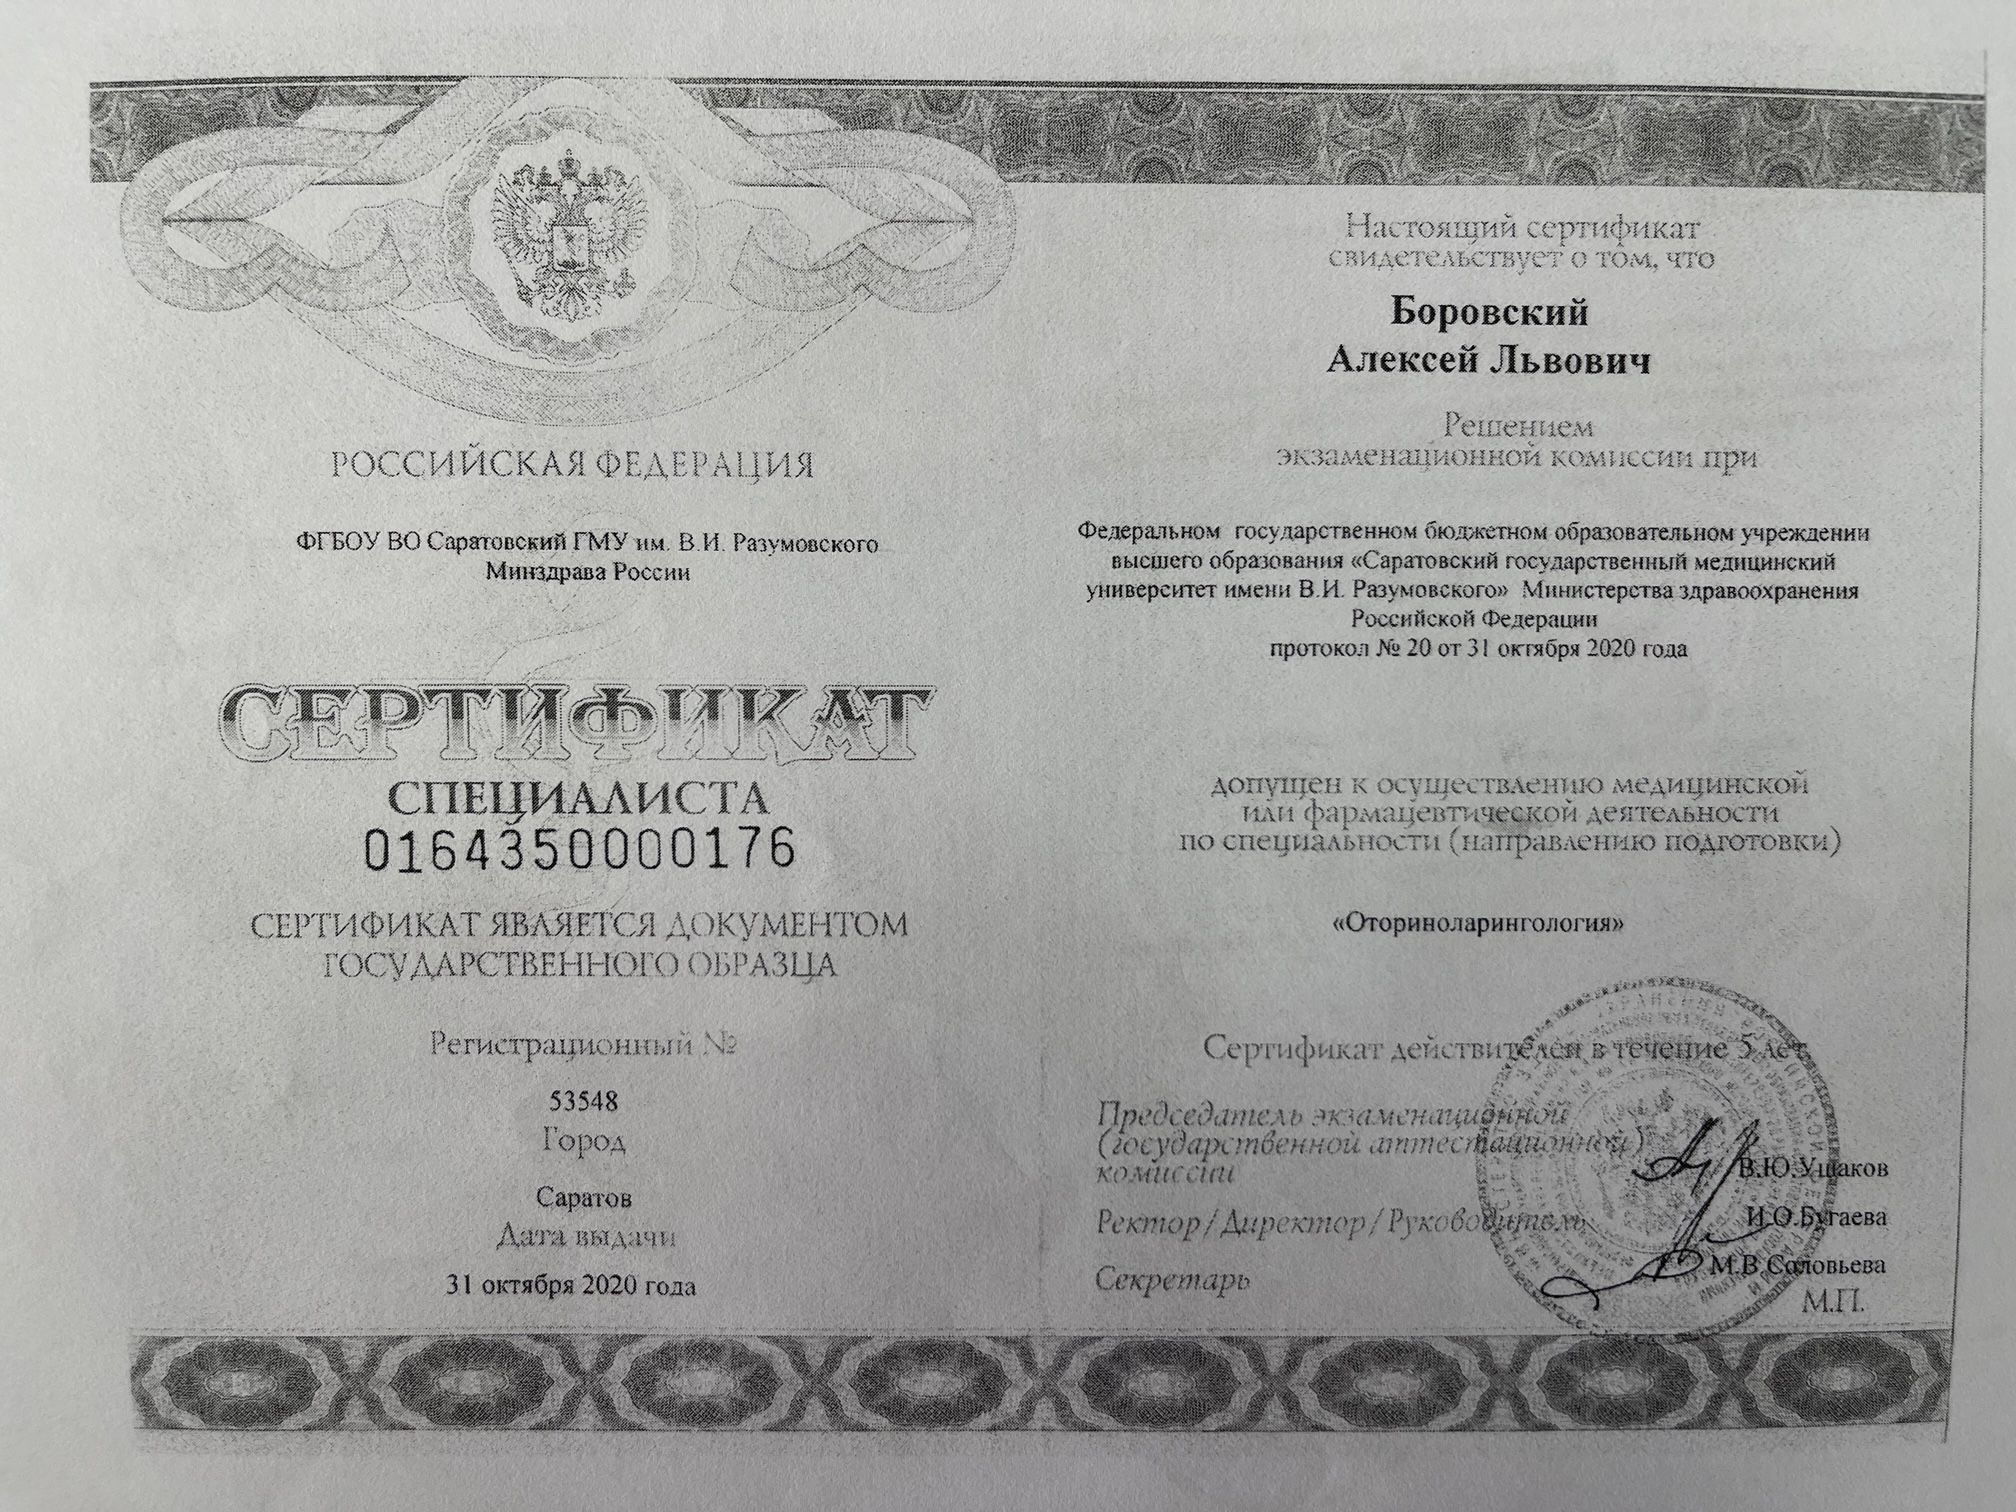 РОССИЙСКАЯ ФЕДЕРАЦИЯ
ФГБОУ ВО Саратовский ГМУ им. В.И. Разумовского
Минздрава России
СЕРТИФИКАТ
СПЕЦИАЛИСТА
0164350000176
СЕРТИФИКАТ ЯВЛЯЕТСЯ ДОКУМЕНТОМ
ГОСУДАРСТВЕННОГО ОБРАЗЦА
Регистрационный №
53548
Город
Саратов
Дата выдачи
31 октября 2020 года
Настоящий сертификат
свидетельствует о том, что
Боровский
Алексей Львович
Решением
экзаменационной комиссии при
Федеральном государственном бюджетном образовательном учреждении
высшего образования «Саратовский государственный медицинский
университет имени В.И. Разумовского» Министерства здравоохранения
Российской Федерации
протокол № 20 от 31 октября 2020 года
допущен к осуществлению медицинской
или фармацевтической деятельности
по специальности (направлению подготовки)
«Оториноларингология»
Сертификат действителен в течение 5 лет
Председатель экзаменационной
(государственной аттестационной)
комиссии
В.Ю.Ушаков
Ректор/Директор/Руководитель
И.О.Бугаева
Секретарь
М.В.Соловьева
М.П.